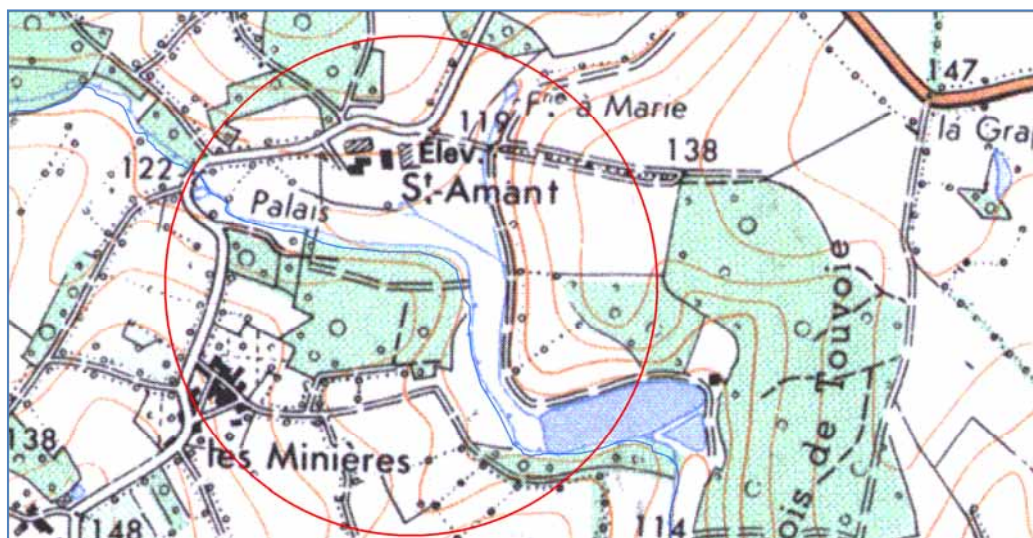 147
Fne à Marie
119
la Gra
138
Élev.
122
St-Amant
Palais
Bois de Touvoie
138
les Minières
148
114